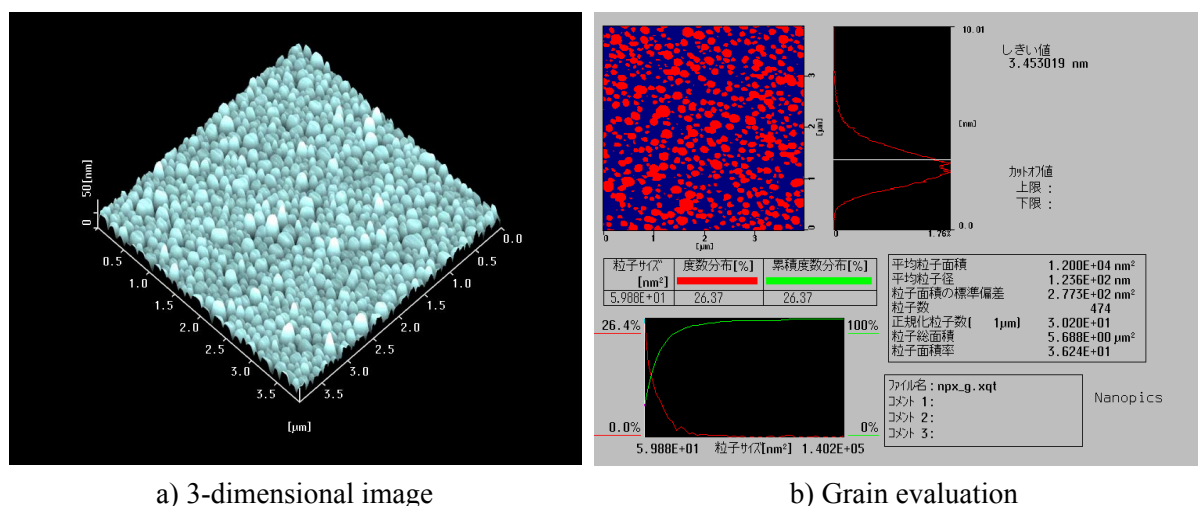 50[nm]
0
0.5
1.0
1.5
2.0
2.5
3.0
3.5
[μm]
0.0
0.5
1.0
1.5
2.0
2.5
3.0
3.5
0 1 2 3
[μm]
0
1
2
3
[μm]
10.01
[nm]
0.0
0 1.76%
しきい値
3.453019 nm
カットオフ値
上限 :
下限 :
粒子サイズ [nm²] 度数分布[%] 累積度数分布[%]
5.988E+01 26.37 26.37
26.4% 100%
0.0% 0%
5.988E+01 粒子サイズ[nm²] 1.402E+05
平均粒子面積 1.200E+04 nm²
平均粒子径 1.236E+02 nm
粒子面積の標準偏差 2.773E+02 nm²
粒子数 474
正規化粒子数[ 1μm] 3.020E+01
粒子総面積 5.688E+00 μm²
粒子面積率 3.624E+01
ファイル名 : npx_g.xqt
コメント 1 :
コメント 2 :
コメント 3 :
Nanopics
a) 3-dimensional image
b) Grain evaluation